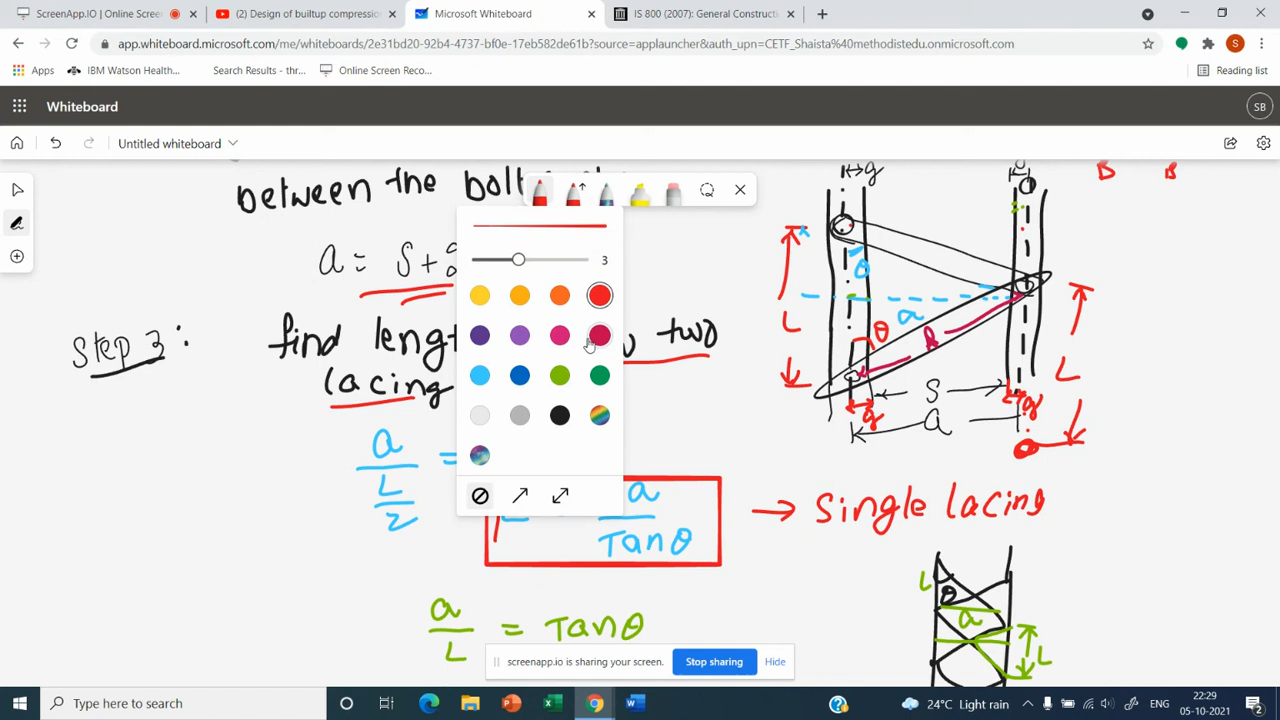 ScreenApp.IO - Online Scree
(2) Design of builtup compressio
Microsoft Whiteboard
IS 800 (2007): General Constructi
app.whiteboard.microsoft.com/me/whiteboards/2e31bd20-92b4-4737-bf0e-17eb282de61b?source=applauncher&auth_upn=CETF_Shaista%40methodistedu.onmicrosoft.com
S
Apps
IBM Watson Health...
Search Results - thr...
Online Screen Reco...
Reading list
Whiteboard
SB
Untitled whiteboard
between the bolt
a = S+
3
Step 3 : find lengt two
lacing
a
L
2
=
a
Tanθ
→ Single lacing
a
L
= Tanθ
g
B B
θ
a
L
θ
L
S
g
g
a
L
θ
a
L
screenapp.io is sharing your screen.
Stop sharing
Hide
Type here to search
24°C Light rain
ENG
22:29
05-10-2021
2